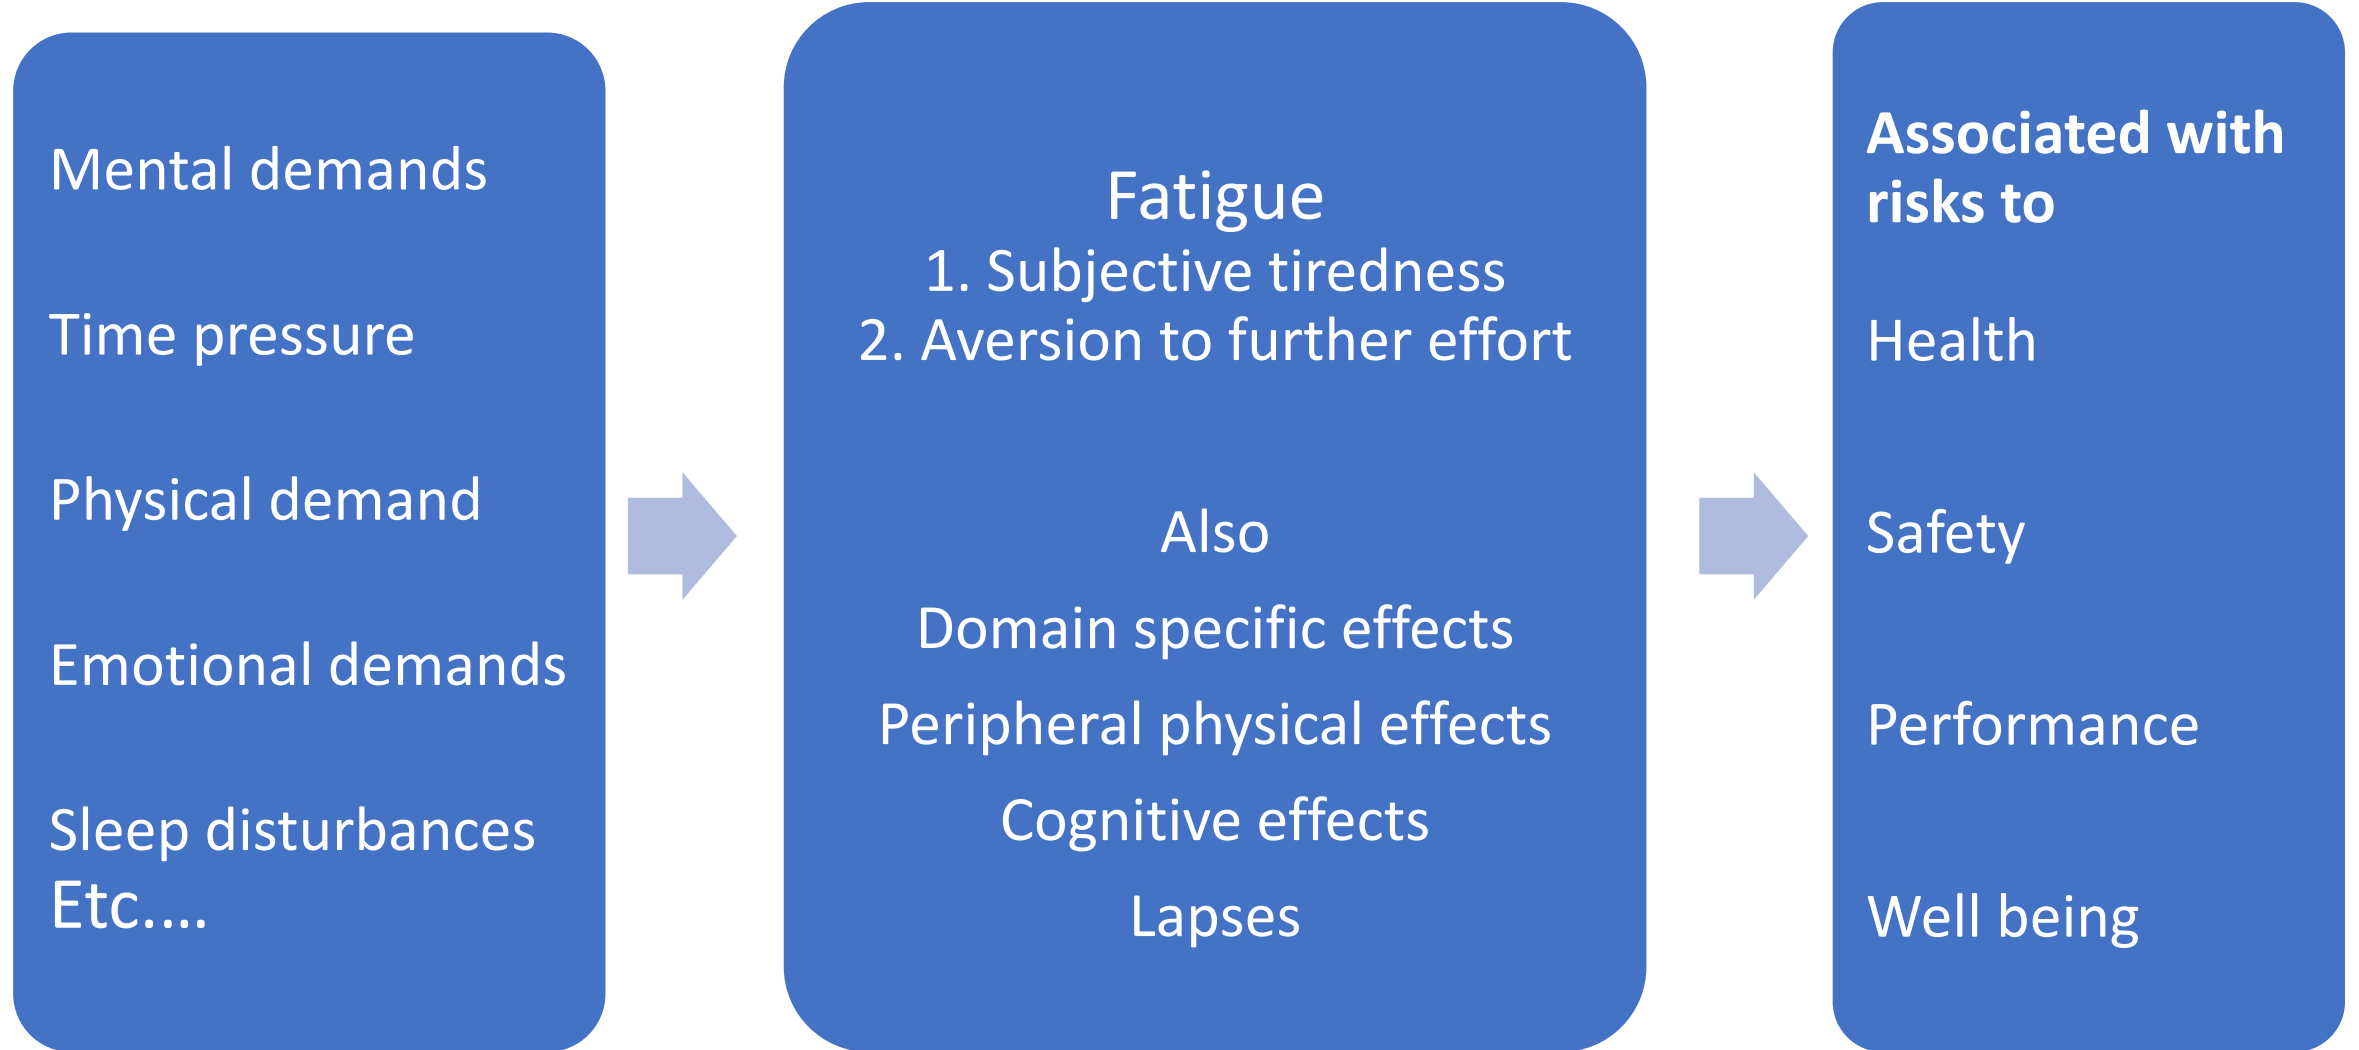 Mental demands
Time pressure
Physical demand
Emotional demands
Sleep disturbances
Etc....
Fatigue
1. Subjective tiredness
2. Aversion to further effort
Also
Domain specific effects
Peripheral physical effects
Cognitive effects
Lapses
Associated with
risks to
Health
Safety
Performance
Well being